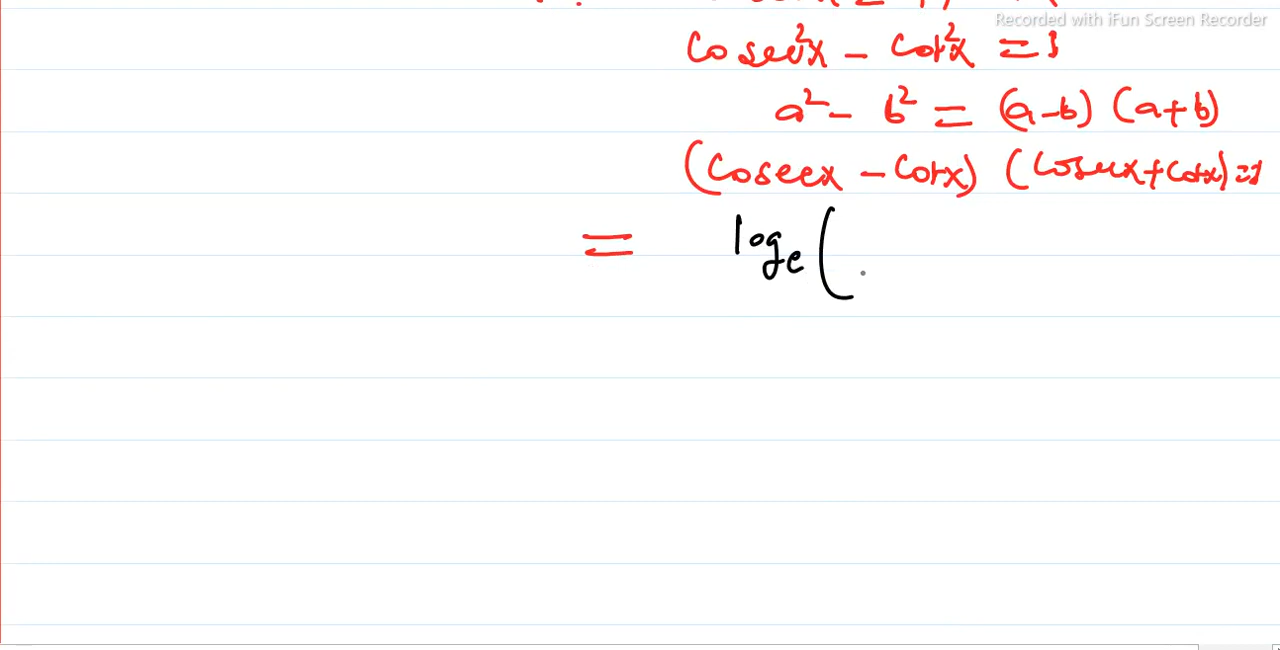 Recorded with iFun Screen Recorder
cosec²x - cot²x = 1
a² - b² = (a-b) (a+b)
(cosecx - cotx) (cosecx+cotx) = 1
= logₑ(